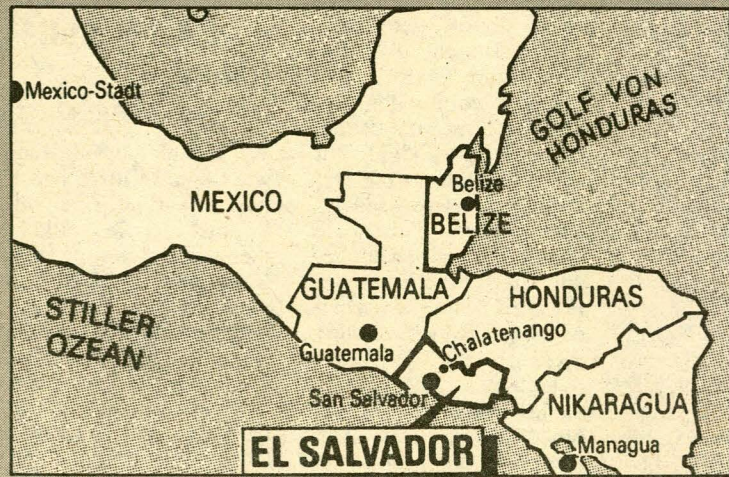 G
Mexico-Stadt
GOLF VON
HONDURAS
MEXICO
Belize
BELIZE
GUATEMALA
HONDURAS
STILLER
OZEAN
Chalatenango
Guatemala
San Salvador
NIKARAGUA
EL SALVADOR
Managua